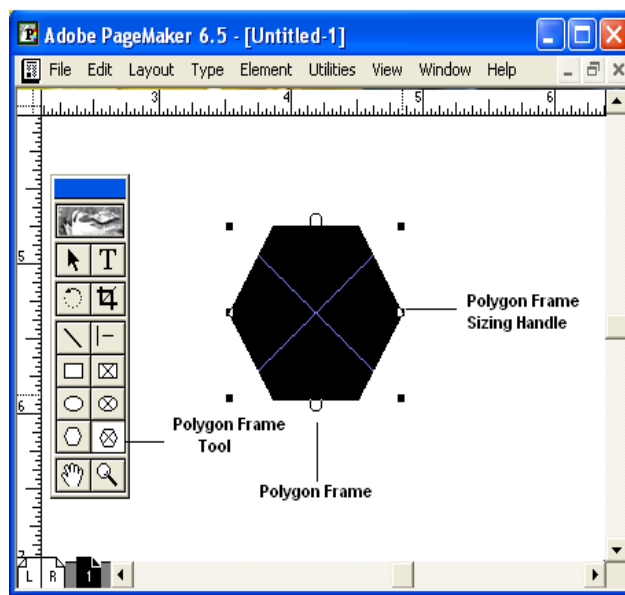 Adobe PageMaker 6.5 - [Untitled-1]
File Edit Layout Type Element Utilities View Window Help
3 4 5 6
T
5
Polygon Frame
Sizing Handle
6
Polygon Frame
Tool
Polygon Frame
L R 1